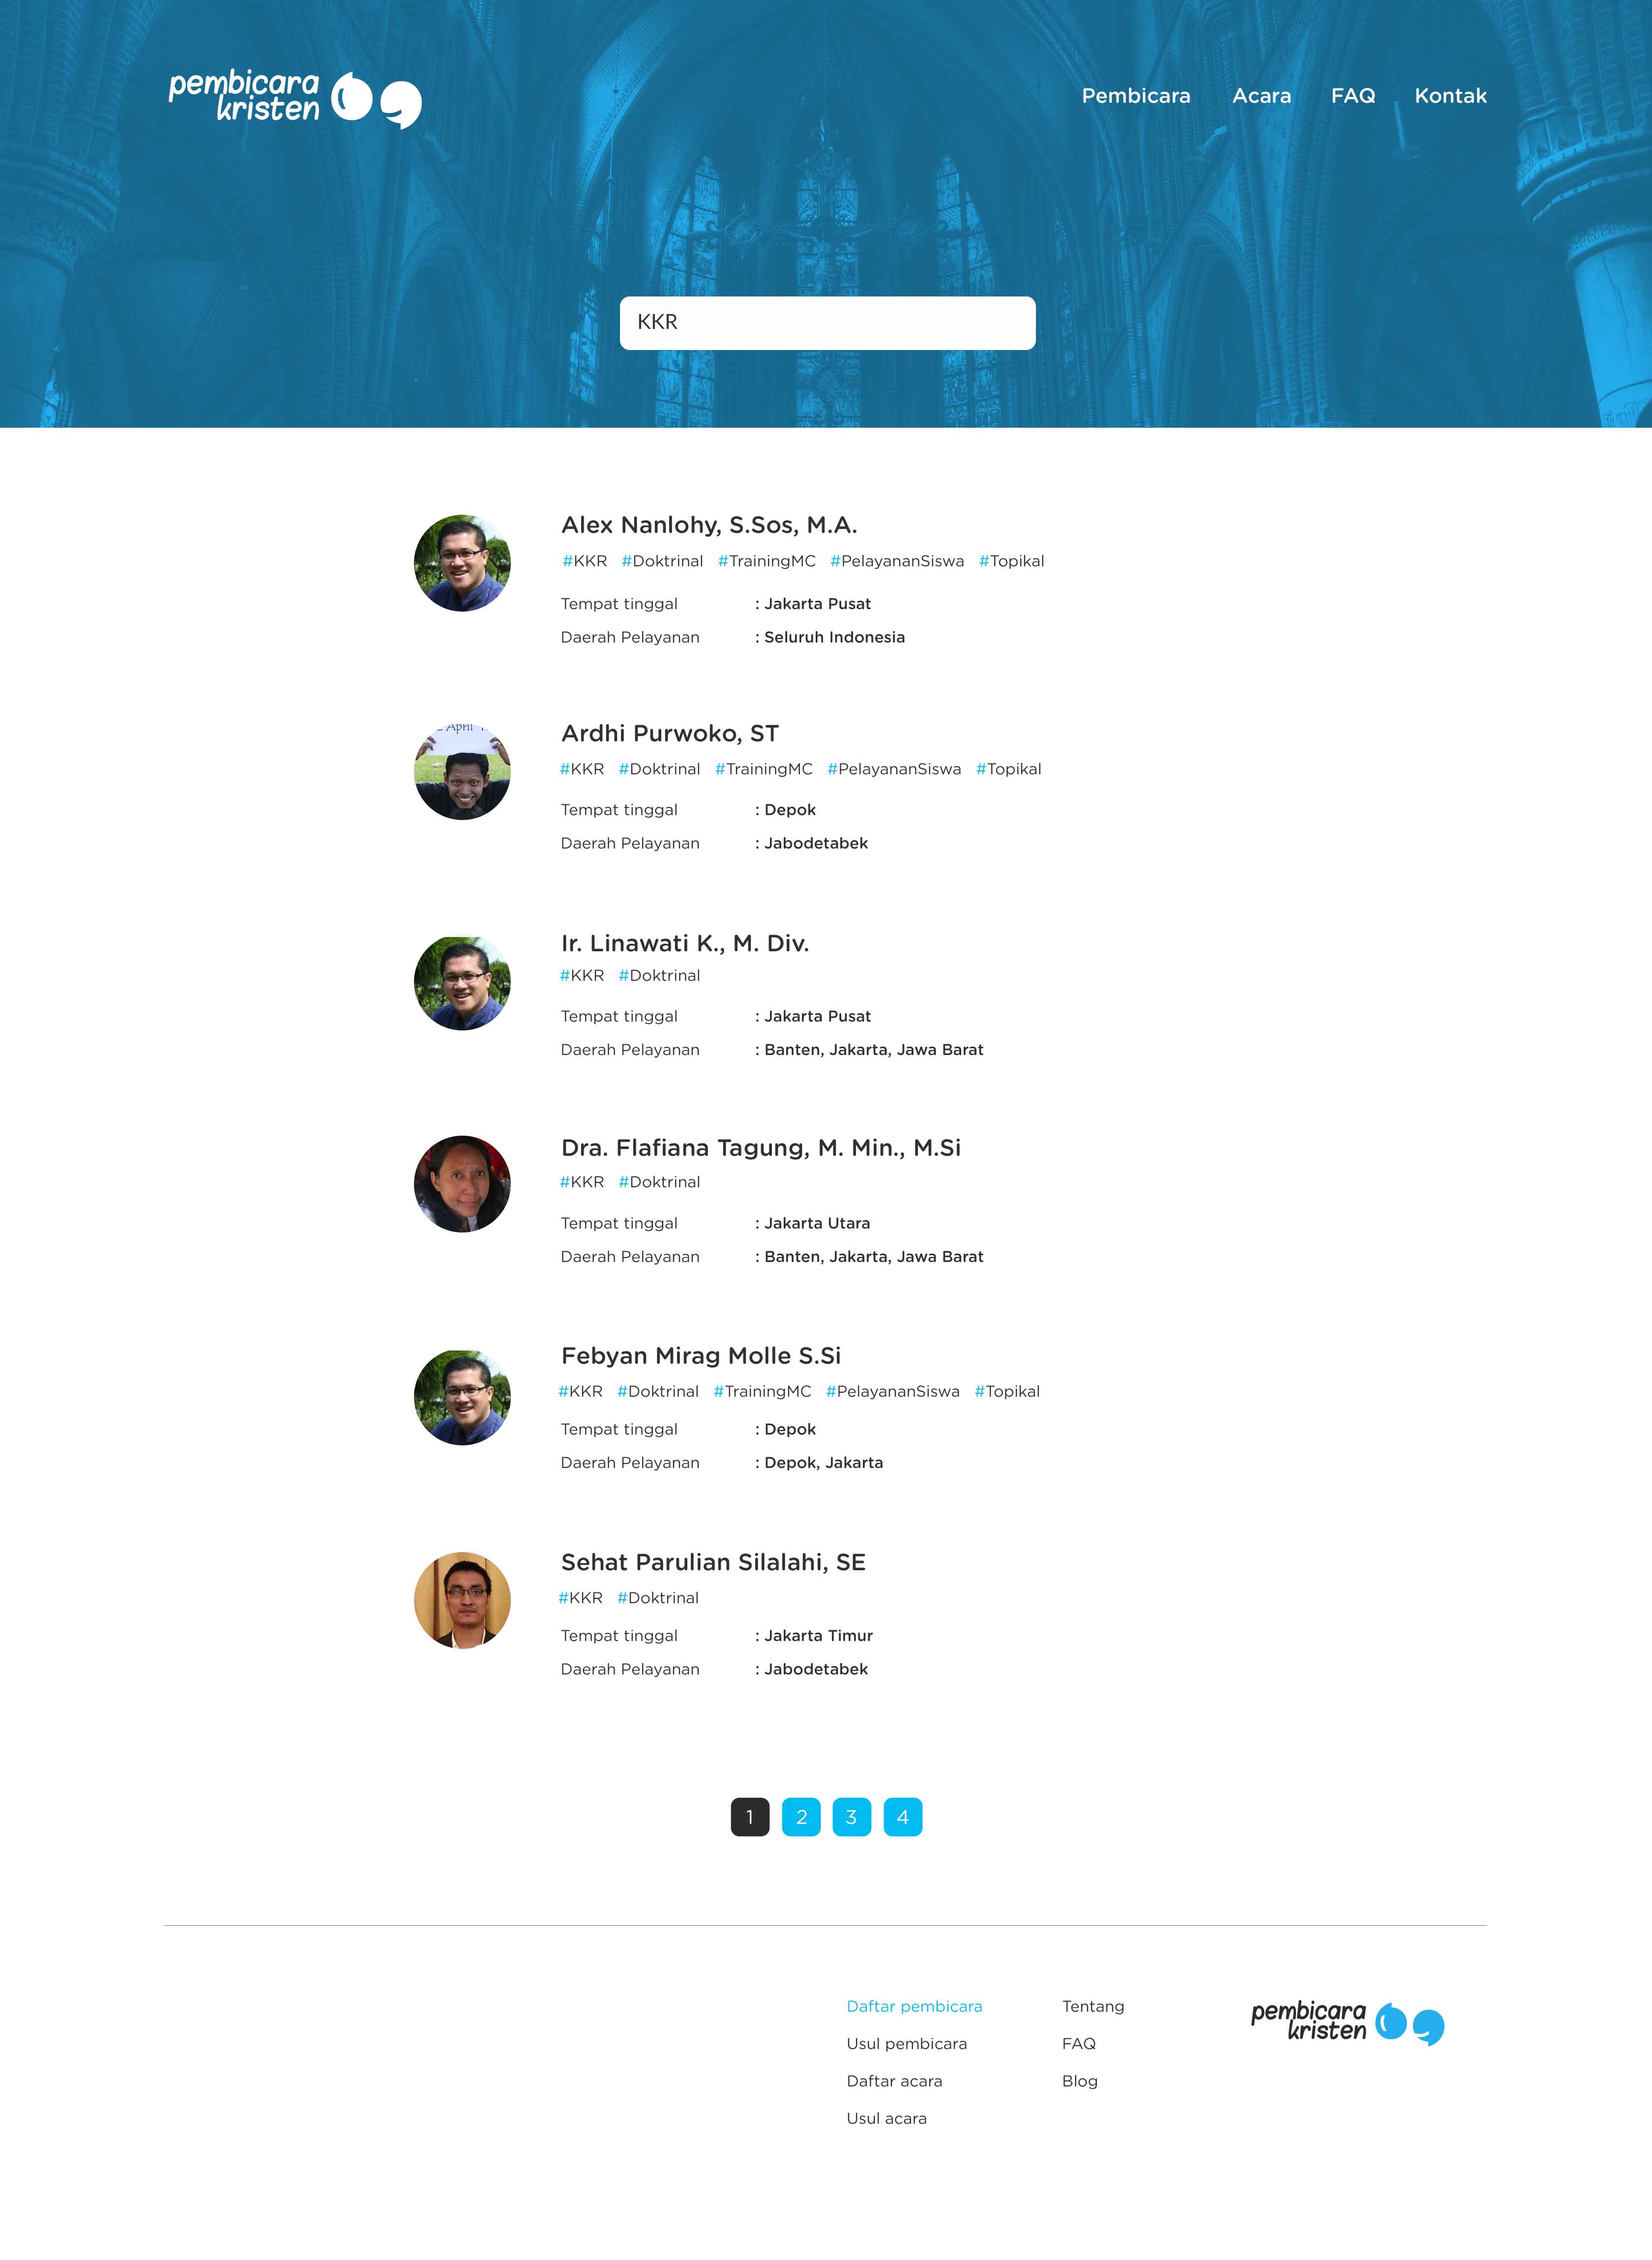 pembicara
kristen
Pembicara Acara FAQ Kontak
KKR
Alex Nanlohy, S.Sos, M.A.
#KKR #Doktrinal #TrainingMC #PelayananSiswa #Topikal
Tempat tinggal : Jakarta Pusat
Daerah Pelayanan : Seluruh Indonesia
April
Ardhi Purwoko, ST
#KKR #Doktrinal #TrainingMC #PelayananSiswa #Topikal
Tempat tinggal : Depok
Daerah Pelayanan : Jabodetabek
Ir. Linawati K., M. Div.
#KKR #Doktrinal
Tempat tinggal : Jakarta Pusat
Daerah Pelayanan : Banten, Jakarta, Jawa Barat
Dra. Flafiana Tagung, M. Min., M.Si
#KKR #Doktrinal
Tempat tinggal : Jakarta Utara
Daerah Pelayanan : Banten, Jakarta, Jawa Barat
Febyan Mirag Molle S.Si
#KKR #Doktrinal #TrainingMC #PelayananSiswa #Topikal
Tempat tinggal : Depok
Daerah Pelayanan : Depok, Jakarta
Sehat Parulian Silalahi, SE
#KKR #Doktrinal
Tempat tinggal : Jakarta Timur
Daerah Pelayanan : Jabodetabek
1 2 3 4
Daftar pembicara
Usul pembicara
Daftar acara
Usul acara
Tentang
FAQ
Blog
pembicara
kristen